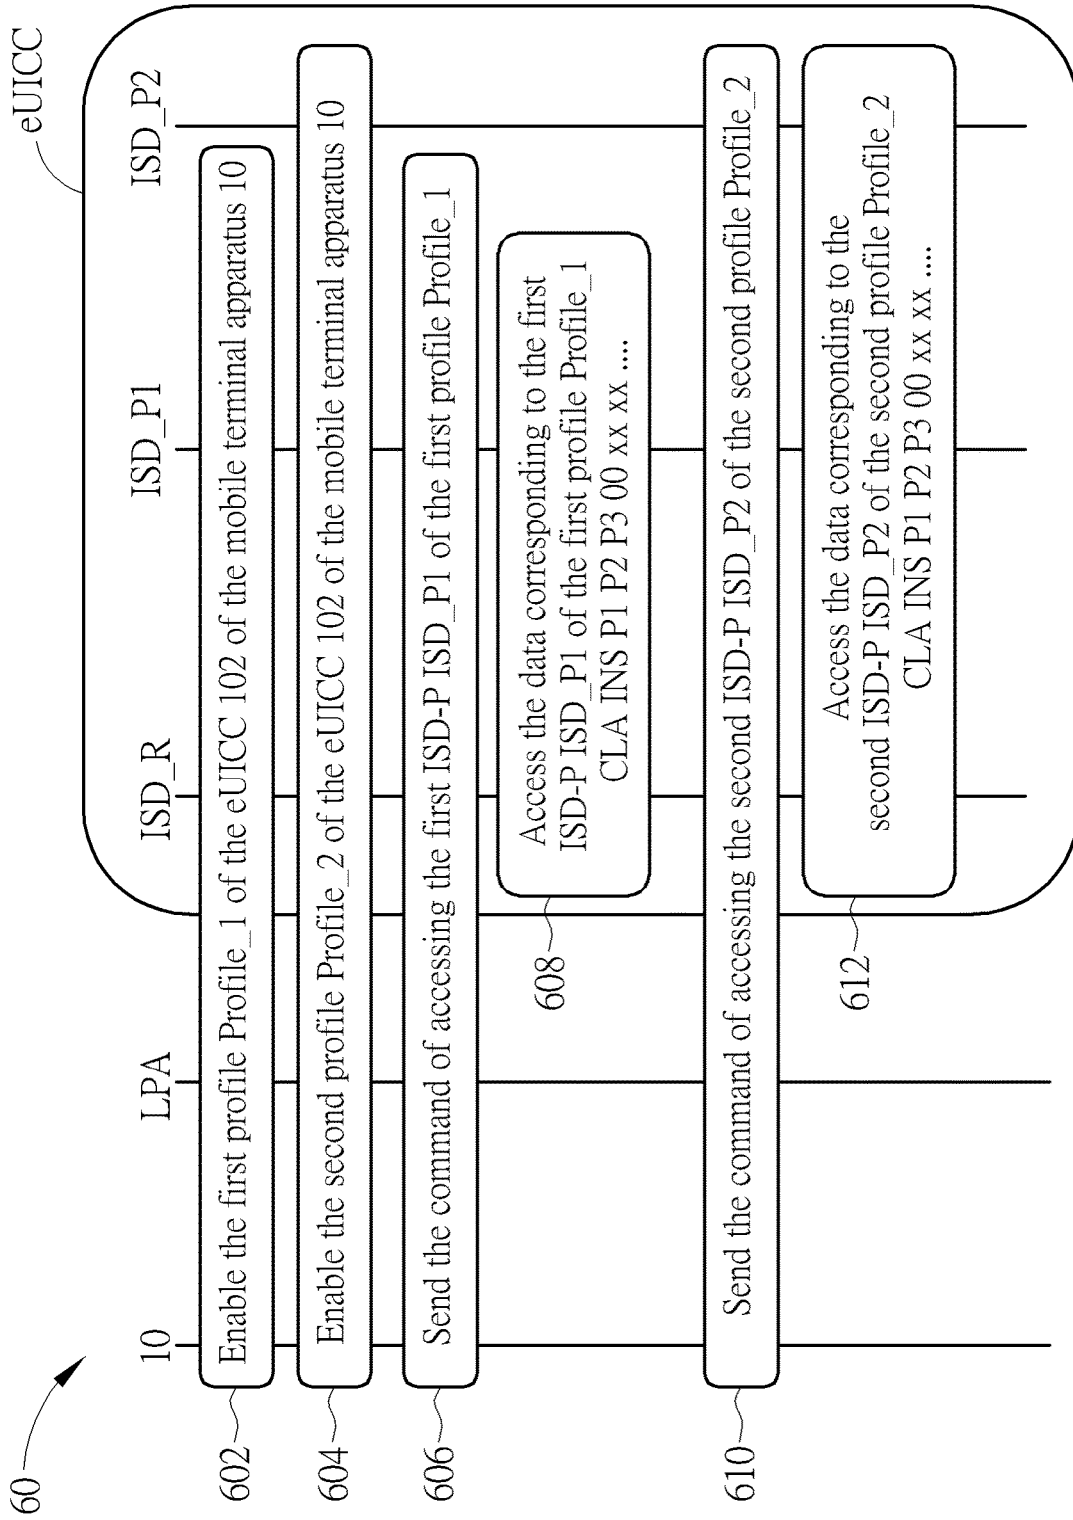 60
eUICC
10
LPA
ISD_R
ISD_P1
ISD_P2
602
Enable the first profile Profile_1 of the eUICC 102 of the mobile terminal apparatus 10
604
Enable the second profile Profile_2 of the eUICC 102 of the mobile terminal apparatus 10
606
Send the command of accessing the first ISD-P ISD_P1 of the first profile Profile_1
608
Access the data corresponding to the first
ISD-P ISD_P1 of the first profile Profile_1
CLA INS P1 P2 P3 00 xx xx ....
610
Send the command of accessing the second ISD-P ISD_P2 of the second profile Profile_2
612
Access the data corresponding to the
second ISD-P ISD_P2 of the second profile Profile_2
CLA INS P1 P2 P3 00 xx xx ....